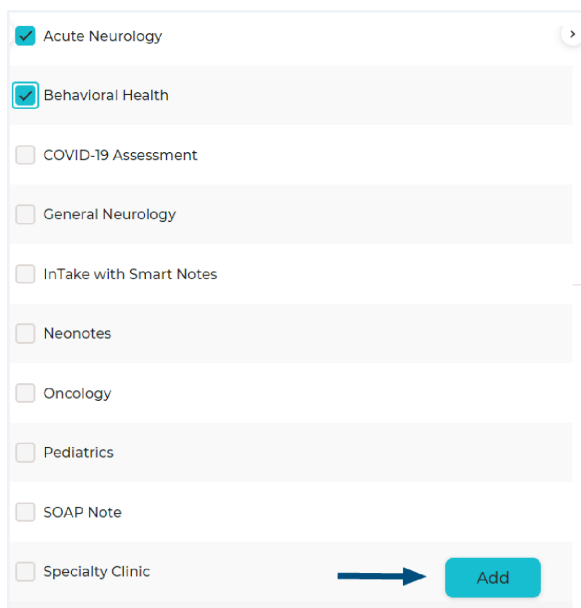 Acute Neurology
Behavioral Health
COVID-19 Assessment
General Neurology
InTake with Smart Notes
Neonotes
Oncology
Pediatrics
SOAP Note
Specialty Clinic
Add